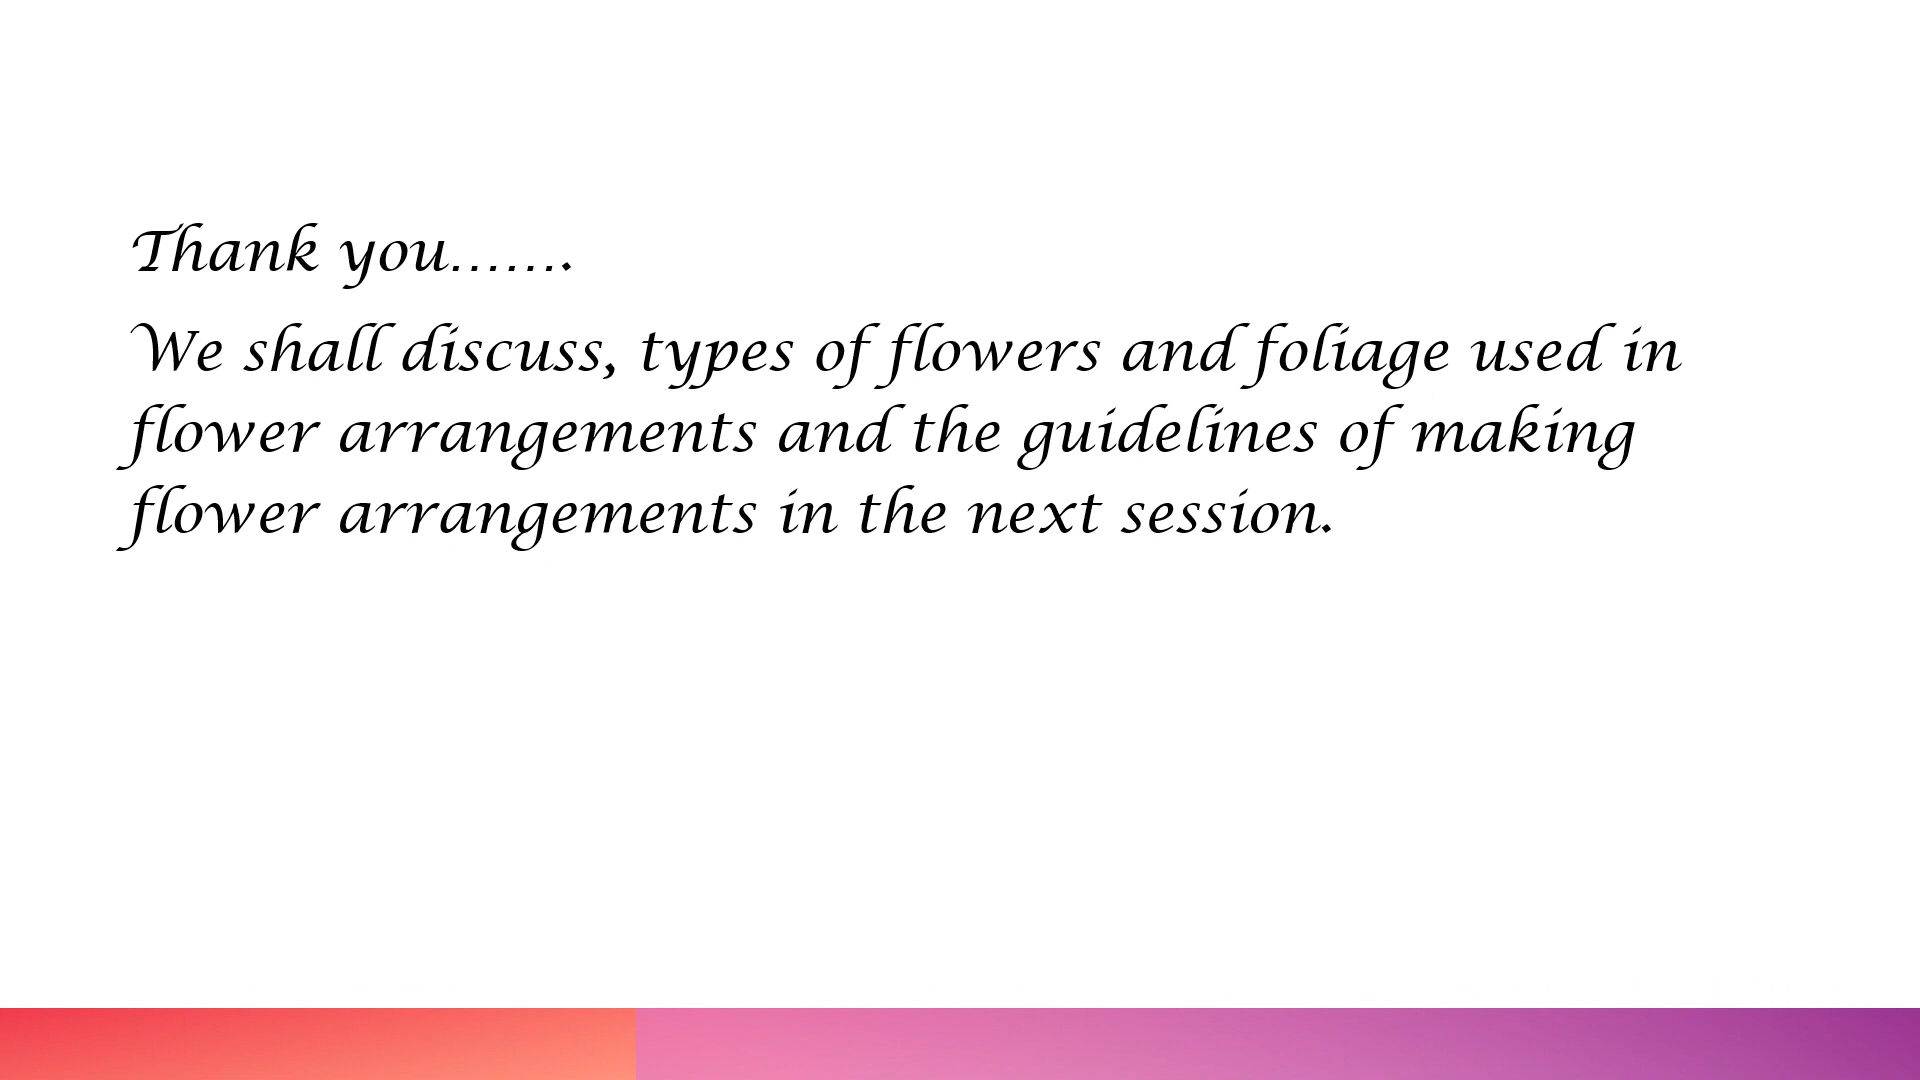 Thank you…….
We shall discuss, types of flowers and foliage used in
flower arrangements and the guidelines of making
flower arrangements in the next session.